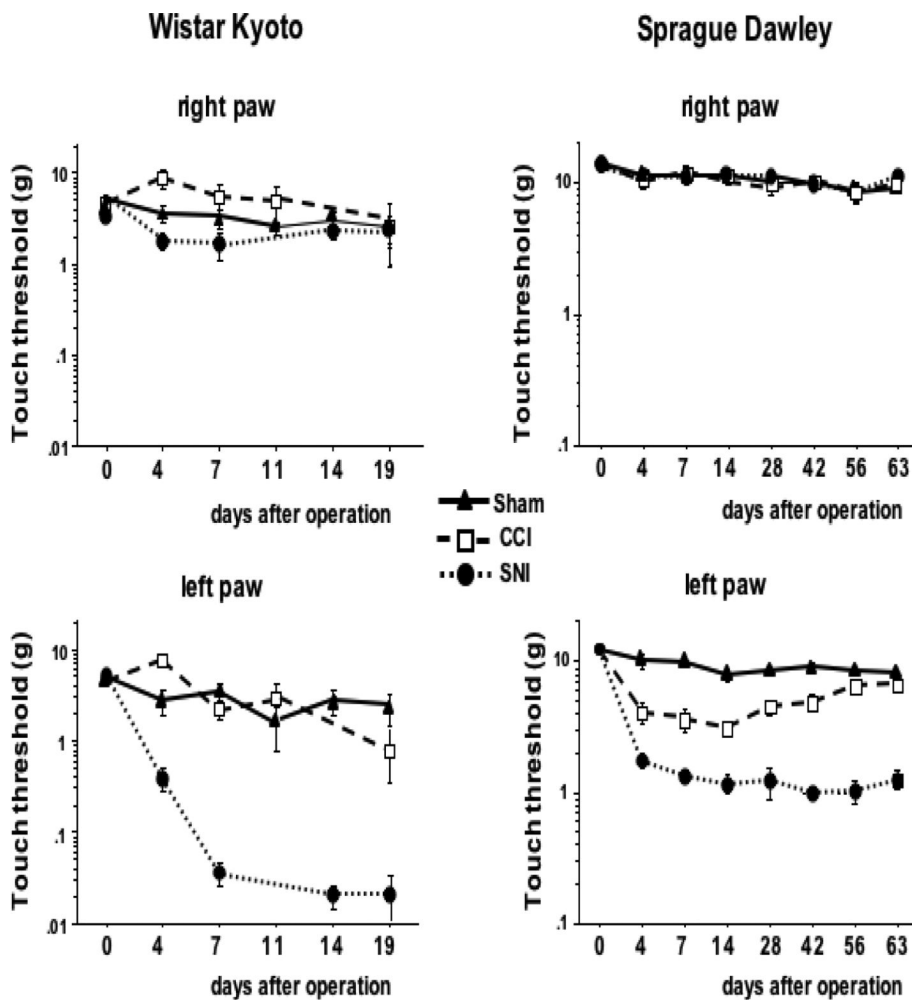 Wistar Kyoto
Sprague Dawley
right paw
right paw
Touch threshold (g)
10
1
.1
.01
0 4 7 11 14 19
days after operation
Touch threshold (g)
10
1
.1
0 4 7 14 28 42 56 63
days after operation
Sham
CCI
SNI
left paw
left paw
Touch threshold (g)
10
1
.1
.01
0 4 7 11 14 19
days after operation
Touch threshold (g)
10
1
.1
0 4 7 14 28 42 56 63
days after operation